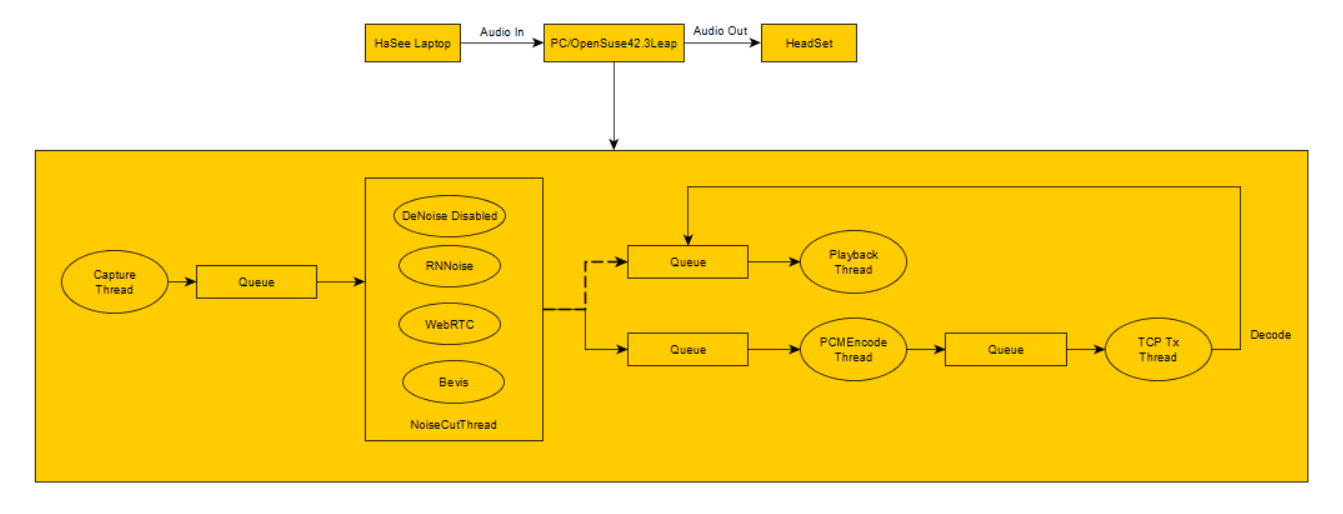 HaSee Laptop
Audio In
PC/OpenSuse42.3Leap
Audio Out
HeadSet
DeNoise Disabled
RNNoise
WebRTC
Bevis
NoiseCutThread
Capture
Thread
Queue
Queue
Playback
Thread
Queue
PCMEncode
Thread
Queue
TCP Tx
Thread
Decode